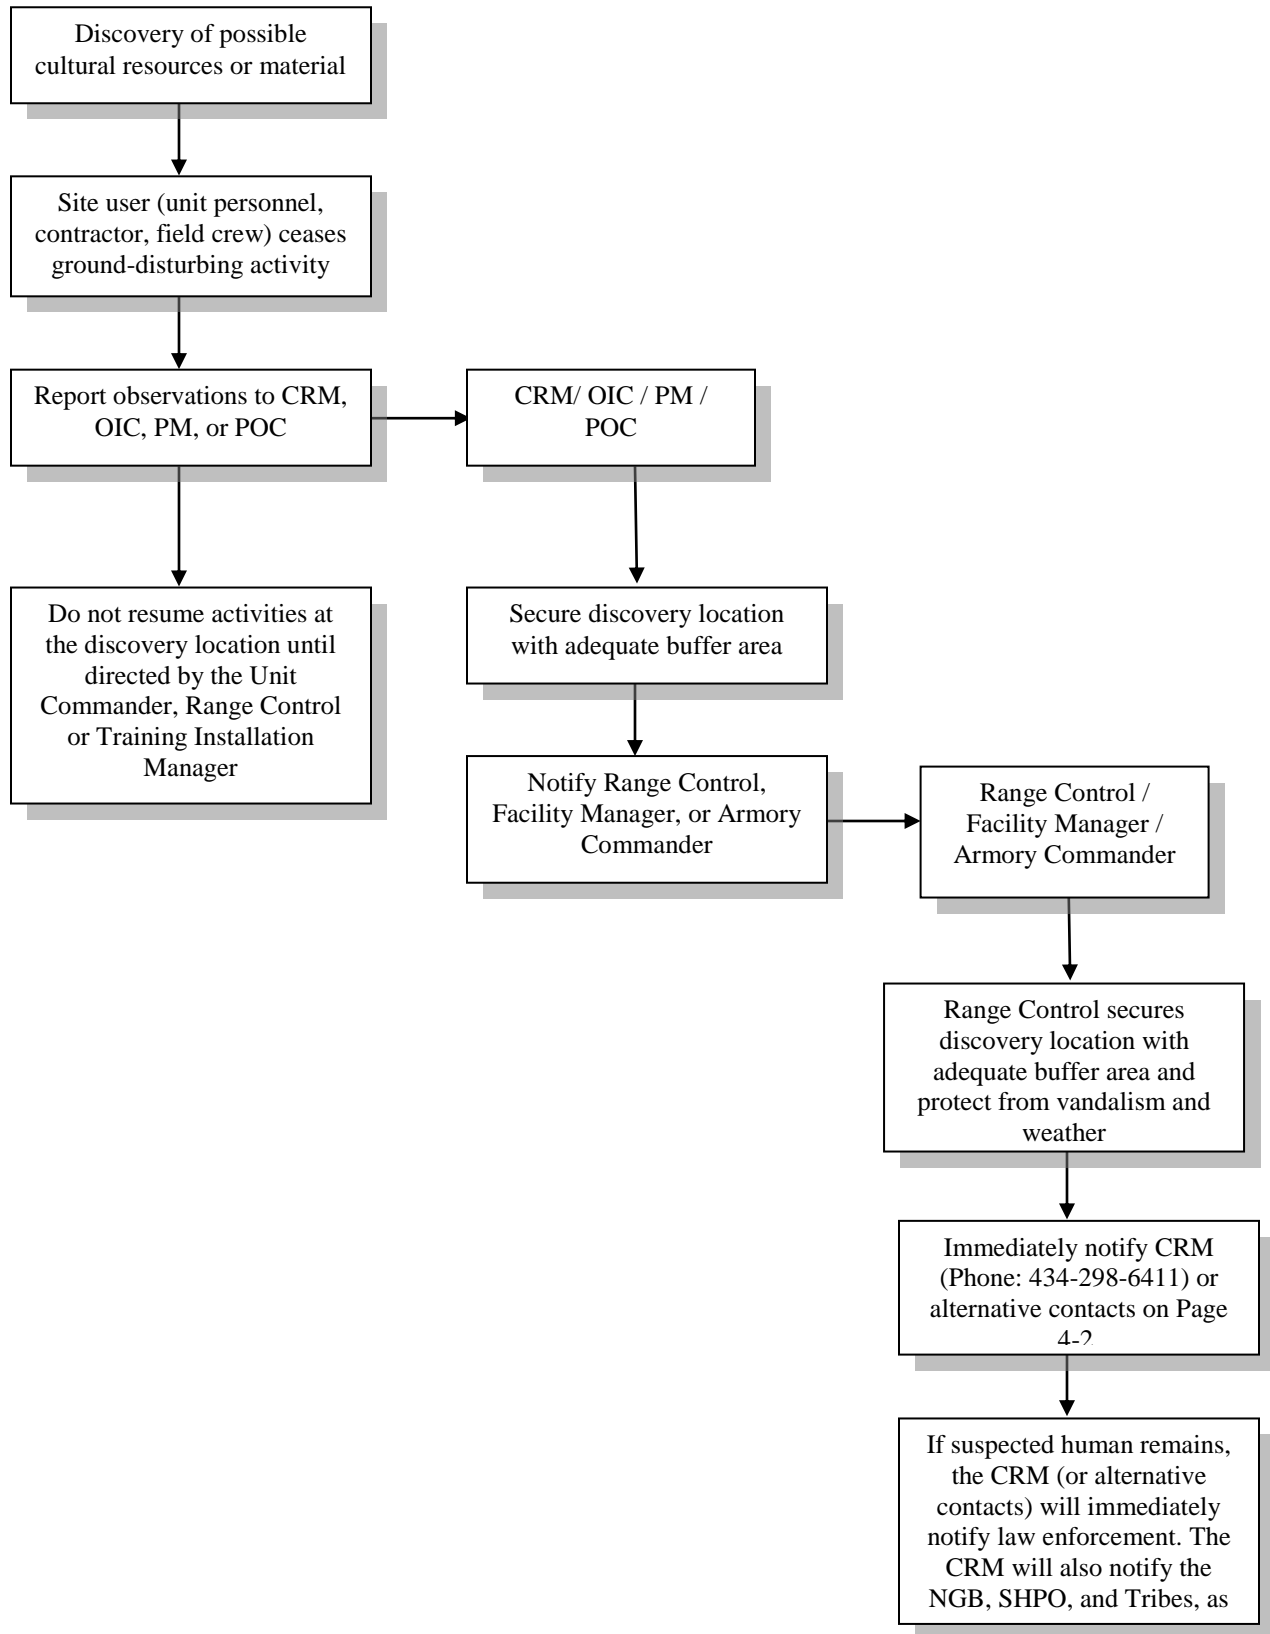 Discovery of possible
cultural resources or material
Site user (unit personnel,
contractor, field crew) ceases
ground-disturbing activity
Report observations to CRM,
OIC, PM, or POC
CRM/ OIC / PM /
POC
Do not resume activities at
the discovery location until
directed by the Unit
Commander, Range Control
or Training Installation
Manager
Secure discovery location
with adequate buffer area
Notify Range Control,
Facility Manager, or Armory
Commander
Range Control /
Facility Manager /
Armory Commander
Range Control secures
discovery location with
adequate buffer area and
protect from vandalism and
weather
Immediately notify CRM
(Phone: 434-298-6411) or
alternative contacts on Page
4-2
If suspected human remains,
the CRM (or alternative
contacts) will immediately
notify law enforcement. The
CRM will also notify the
NGB, SHPO, and Tribes, as